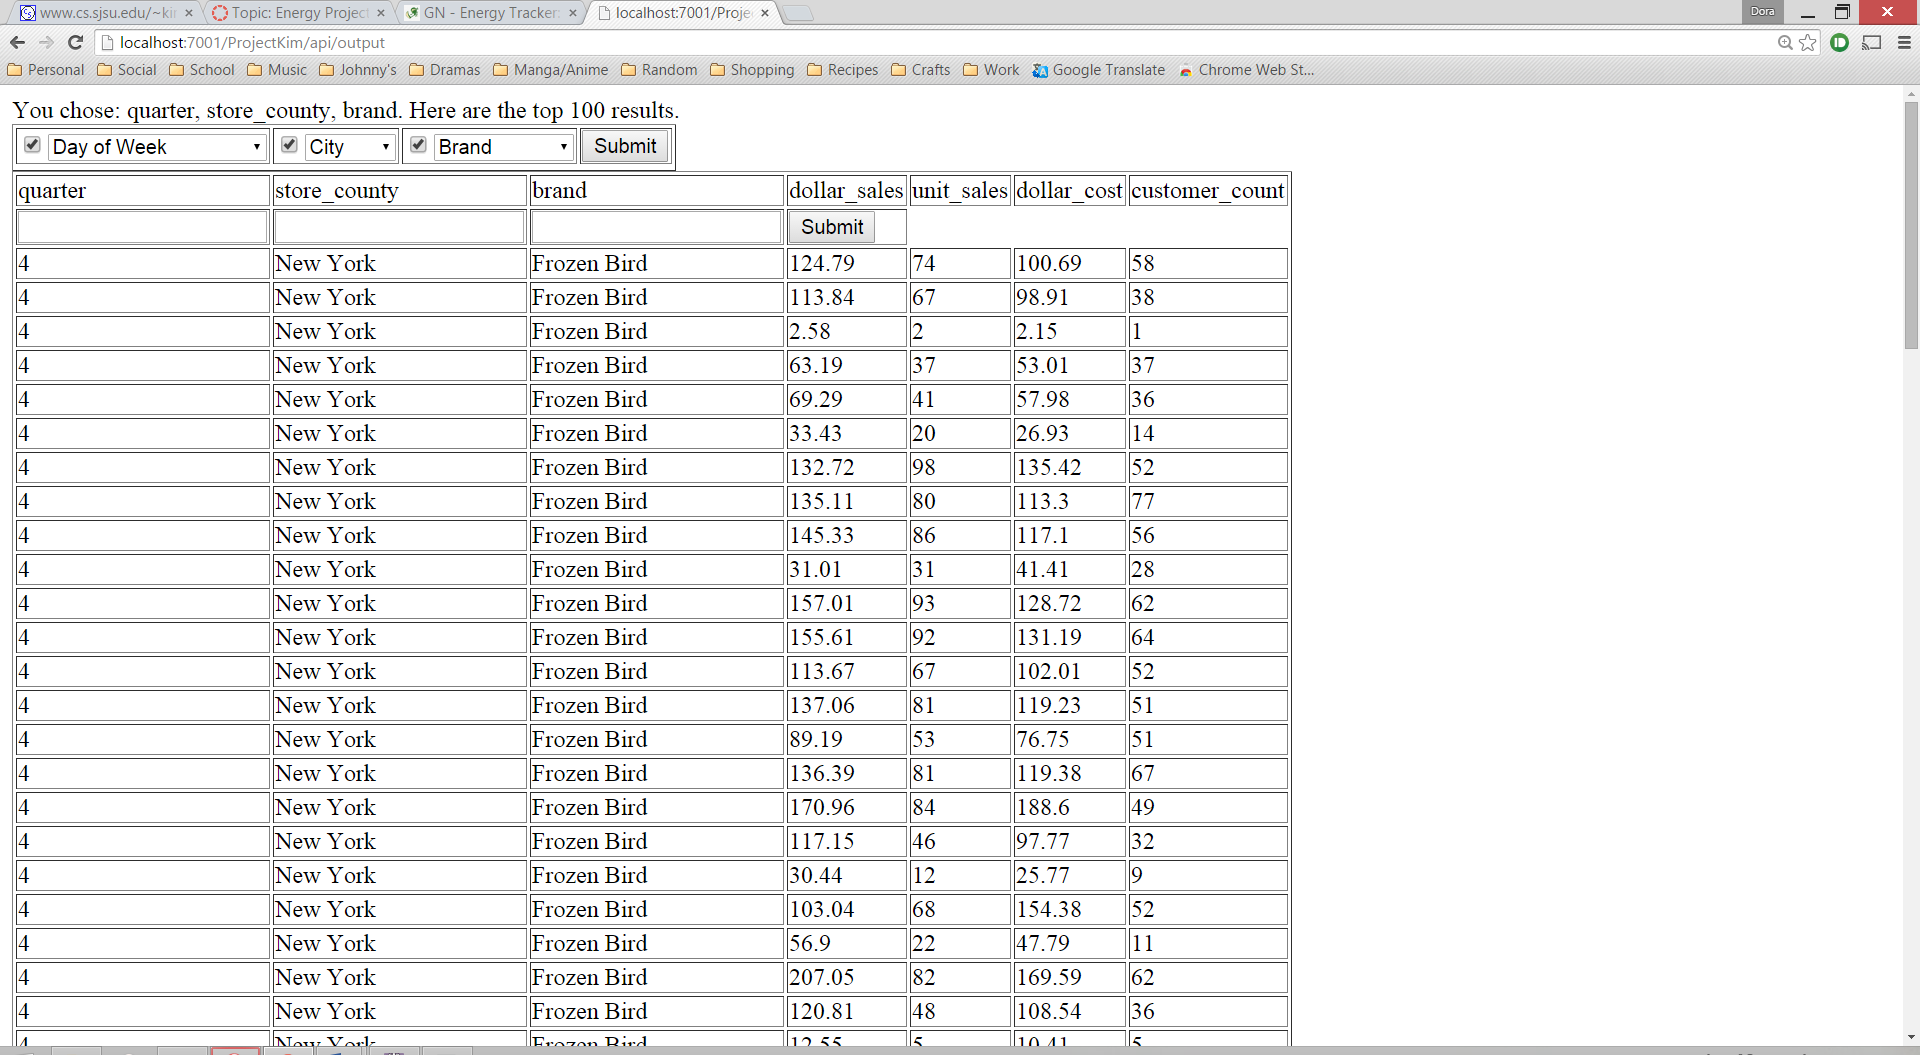 www.cs.sjsu.edu/~ki Topic: Energy Project GN - Energy Tracker: localhost:7001/Proje Dora
localhost:7001/ProjectKim/api/output
Personal Social School Music Johnny's Dramas Manga/Anime Random Shopping Recipes Crafts Work Google Translate Chrome Web St...
You chose: quarter, store_county, brand. Here are the top 100 results.
Day of Week City Brand Submit
quarter store_county brand dollar_sales unit_sales dollar_cost customer_count
Submit
4 New York Frozen Bird 124.79 74 100.69 58
4 New York Frozen Bird 113.84 67 98.91 38
4 New York Frozen Bird 2.58 2 2.15 1
4 New York Frozen Bird 63.19 37 53.01 37
4 New York Frozen Bird 69.29 41 57.98 36
4 New York Frozen Bird 33.43 20 26.93 14
4 New York Frozen Bird 132.72 98 135.42 52
4 New York Frozen Bird 135.11 80 113.3 77
4 New York Frozen Bird 145.33 86 117.1 56
4 New York Frozen Bird 31.01 31 41.41 28
4 New York Frozen Bird 157.01 93 128.72 62
4 New York Frozen Bird 155.61 92 131.19 64
4 New York Frozen Bird 113.67 67 102.01 52
4 New York Frozen Bird 137.06 81 119.23 51
4 New York Frozen Bird 89.19 53 76.75 51
4 New York Frozen Bird 136.39 81 119.38 67
4 New York Frozen Bird 170.96 84 188.6 49
4 New York Frozen Bird 117.15 46 97.77 32
4 New York Frozen Bird 30.44 12 25.77 9
4 New York Frozen Bird 103.04 68 154.38 52
4 New York Frozen Bird 56.9 22 47.79 11
4 New York Frozen Bird 207.05 82 169.59 62
4 New York Frozen Bird 120.81 48 108.54 36
4 New York Frozen Bird 12.55 5 10.41 5